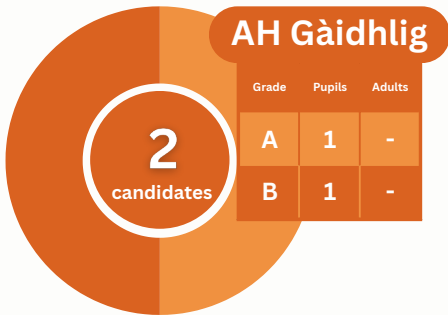 AH Gàidhlig
Grade Pupils Adults
A 1 -
B 1 -
2
candidates